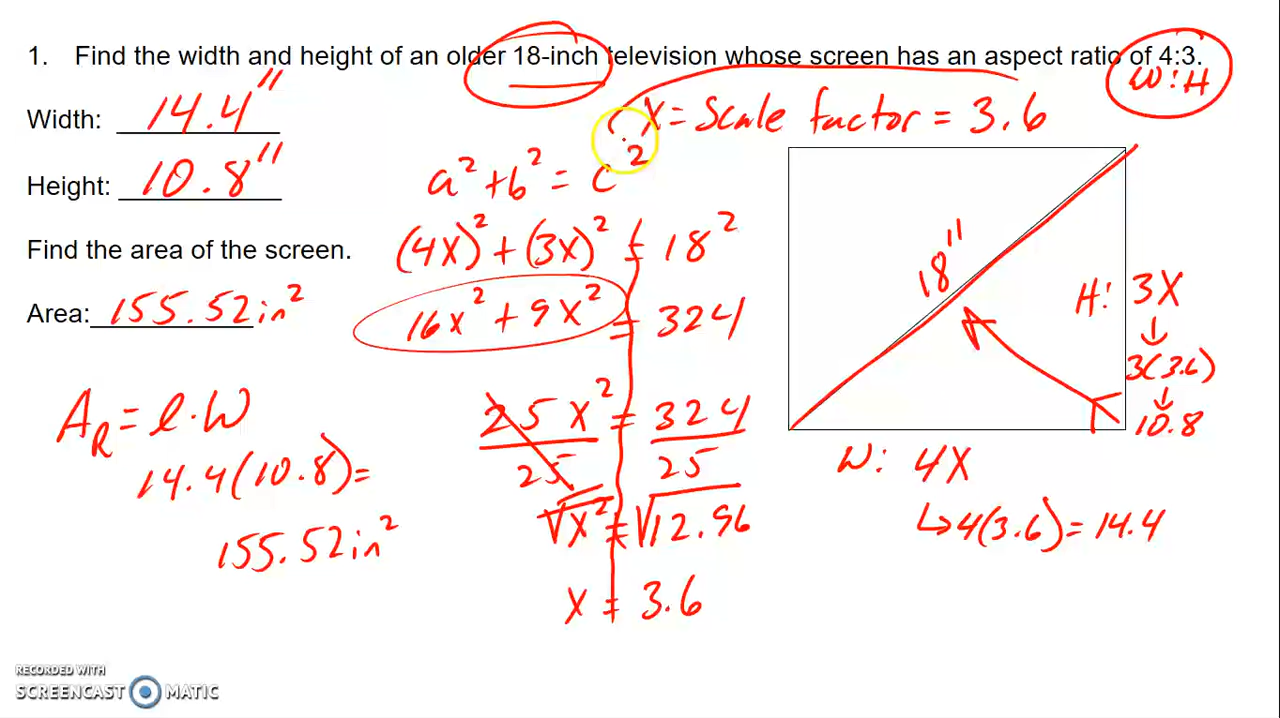 1. Find the width and height of an older 18-inch television whose screen has an aspect ratio of 4:3.
W:H
Width: 14.4"
X = Scale factor = 3.6
Height: 10.8"
a² + b² = c²
Find the area of the screen.
(4X)² + (3X)² = 18²
Area: 155.52in²
16x² + 9x² = 324
25x² = 324
25 25
√x² = √12.96
x = 3.6
A_R = l·W
14.4(10.8) =
155.52in²
18"
H: 3X
↓
3(3.6)
↓
10.8
W: 4X
↳4(3.6) = 14.4
RECORDED WITH
SCREENCAST MATIC